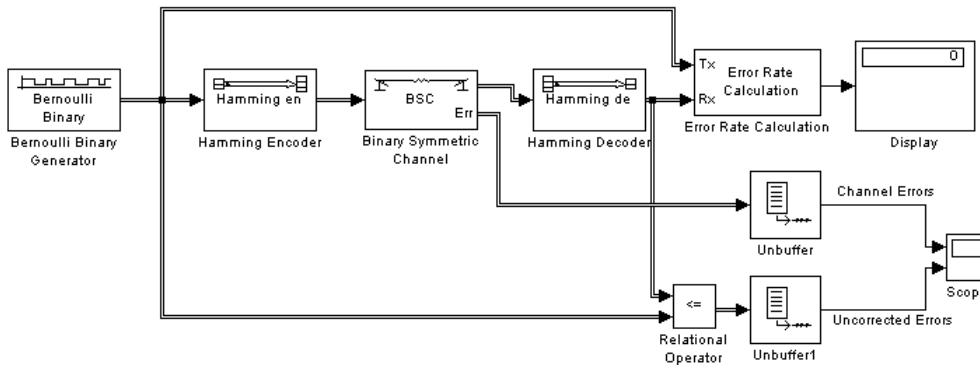 Bernoulli
Binary
Bernoulli Binary
Generator
Hamming en
Hamming Encoder
BSC
Err
Binary Symmetric
Channel
Hamming de
Hamming Decoder
Tx
Rx
Error Rate
Calculation
Error Rate Calculation
0
Display
Unbuffer
Channel Errors
<=
Relational
Operator
Unbuffer1
Uncorrected Errors
Scop